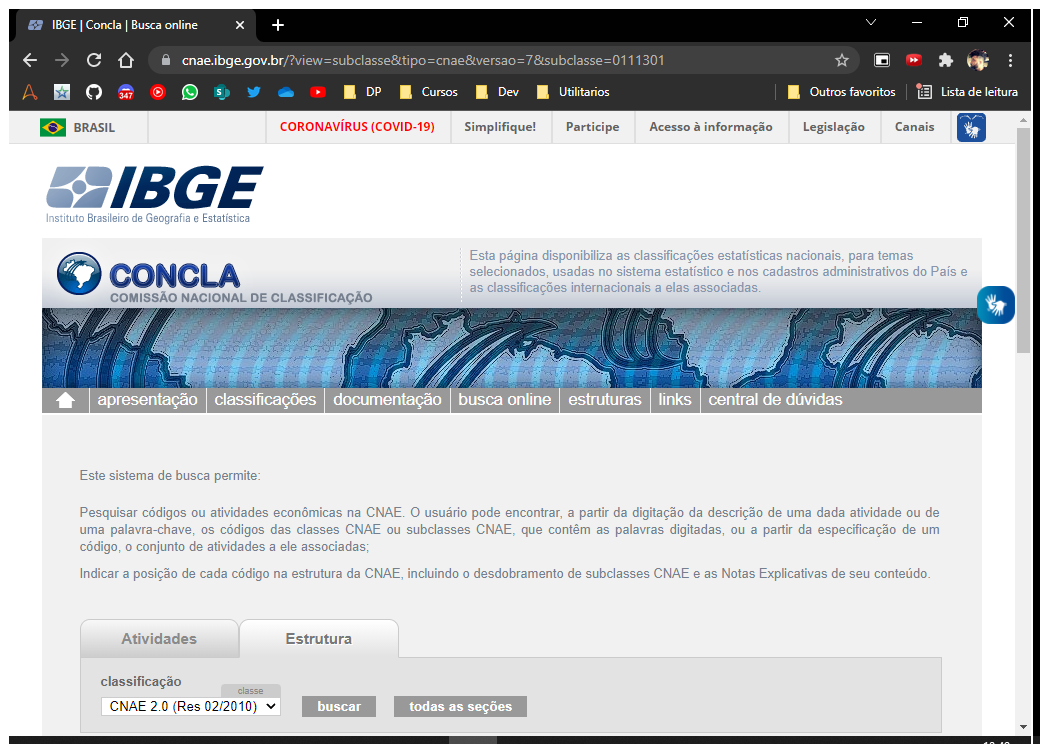 IBGE | Concla | Busca online
cnae.ibge.gov.br/?view=subclasse&tipo=cnae&versao=7&subclasse=0111301
347 DP Cursos Dev Utilitarios Outros favoritos Lista de leitura
BRASIL CORONAVÍRUS (COVID-19) Simplifique! Participe Acesso à informação Legislação Canais
IBGE
Instituto Brasileiro de Geografia e Estatística
CONCLA
COMISSÃO NACIONAL DE CLASSIFICAÇÃO
Esta página disponibiliza as classificações estatísticas nacionais, para temas
selecionados, usadas no sistema estatístico e nos cadastros administrativos do País e
as classificações internacionais a elas associadas.
apresentação classificações documentação busca online estruturas links central de dúvidas
Este sistema de busca permite:
Pesquisar códigos ou atividades econômicas na CNAE. O usuário pode encontrar, a partir da digitação da descrição de uma dada atividade ou de
uma palavra-chave, os códigos das classes CNAE ou subclasses CNAE, que contêm as palavras digitadas, ou a partir da especificação de um
código, o conjunto de atividades a ele associadas;
Indicar a posição de cada código na estrutura da CNAE, incluindo o desdobramento de subclasses CNAE e as Notas Explicativas de seu conteúdo.
Atividades Estrutura
classificação
classe
CNAE 2.0 (Res 02/2010) buscar todas as seções